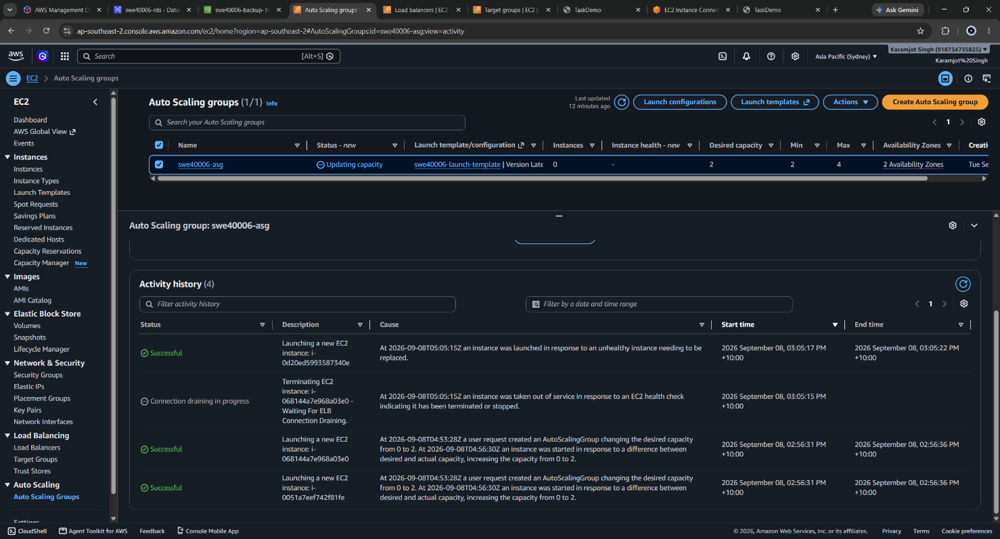 AWS Management Co
swe40006-rds - Datal
swe40006-backup-10
Auto Scaling groups |
Load balancers | EC2
Target groups | EC2 |
TaskDemo
EC2 Instance Connec
TaskDemo
Ask Gemini
ap-southeast-2.console.aws.amazon.com/ec2/home?region=ap-southeast-2#AutoScalingGroups:id=swe40006-asg;view=activity
aws
Search
[Alt+S]
Asia Pacific (Sydney) ▼
Karamjot Singh (918734735825) ▼
Karamjot%20Singh
EC2 > Auto Scaling groups
EC2
Dashboard
AWS Global View
Events
Instances
Instances
Instance Types
Launch Templates
Spot Requests
Savings Plans
Reserved Instances
Dedicated Hosts
Capacity Reservations
Capacity Manager New
Images
AMIs
AMI Catalog
Elastic Block Store
Volumes
Snapshots
Lifecycle Manager
Network & Security
Security Groups
Elastic IPs
Placement Groups
Key Pairs
Network Interfaces
Load Balancing
Load Balancers
Target Groups
Trust Stores
Auto Scaling
Auto Scaling Groups
Settings
Auto Scaling groups (1/1) Info
Last updated
12 minutes ago
Launch configurations
Launch templates
Actions ▼
Create Auto Scaling group
Search your Auto Scaling groups
1
Name
Status - new
Launch template/configuration
Instances
Instance health - new
Desired capacity
Min
Max
Availability Zones
Creati
swe40006-asg
Updating capacity
swe40006-launch-template | Version Late
0
-
2
2
4
2 Availability Zones
Tue Se
Auto Scaling group: swe40006-asg
Activity history (4)
Filter activity history
Filter by a date and time range
1
Status
Description
Cause
Start time
End time
Successful
Launching a new EC2
instance: i-
0d20ed5993587340e
At 2026-09-08T05:05:15Z an instance was launched in response to an unhealthy instance needing to be
replaced.
2026 September 08, 03:05:17 PM
+10:00
2026 September 08, 03:05:22 PM
+10:00
Connection draining in progress
Terminating EC2
instance: i-
068144a7e968a03e0 -
Waiting For ELB
Connection Draining.
At 2026-09-08T05:05:15Z an instance was taken out of service in response to an EC2 health check
indicating it has been terminated or stopped.
2026 September 08, 03:05:15 PM
+10:00
Successful
Launching a new EC2
instance: i-
068144a7e968a03e0
At 2026-09-08T04:53:28Z a user request created an AutoScalingGroup changing the desired capacity
from 0 to 2. At 2026-09-08T04:56:30Z an instance was started in response to a difference between
desired and actual capacity, increasing the capacity from 0 to 2.
2026 September 08, 02:56:31 PM
+10:00
2026 September 08, 02:56:36 PM
+10:00
Successful
Launching a new EC2
instance: i-
0051a7eef742f81fe
At 2026-09-08T04:53:28Z a user request created an AutoScalingGroup changing the desired capacity
from 0 to 2. At 2026-09-08T04:56:30Z an instance was started in response to a difference between
desired and actual capacity, increasing the capacity from 0 to 2.
2026 September 08, 02:56:31 PM
+10:00
2026 September 08, 02:56:36 PM
+10:00
CloudShell
Agent Toolkit for AWS
Feedback
Console Mobile App
© 2026, Amazon Web Services, Inc. or its affiliates.
Privacy
Terms
Cookie preferences